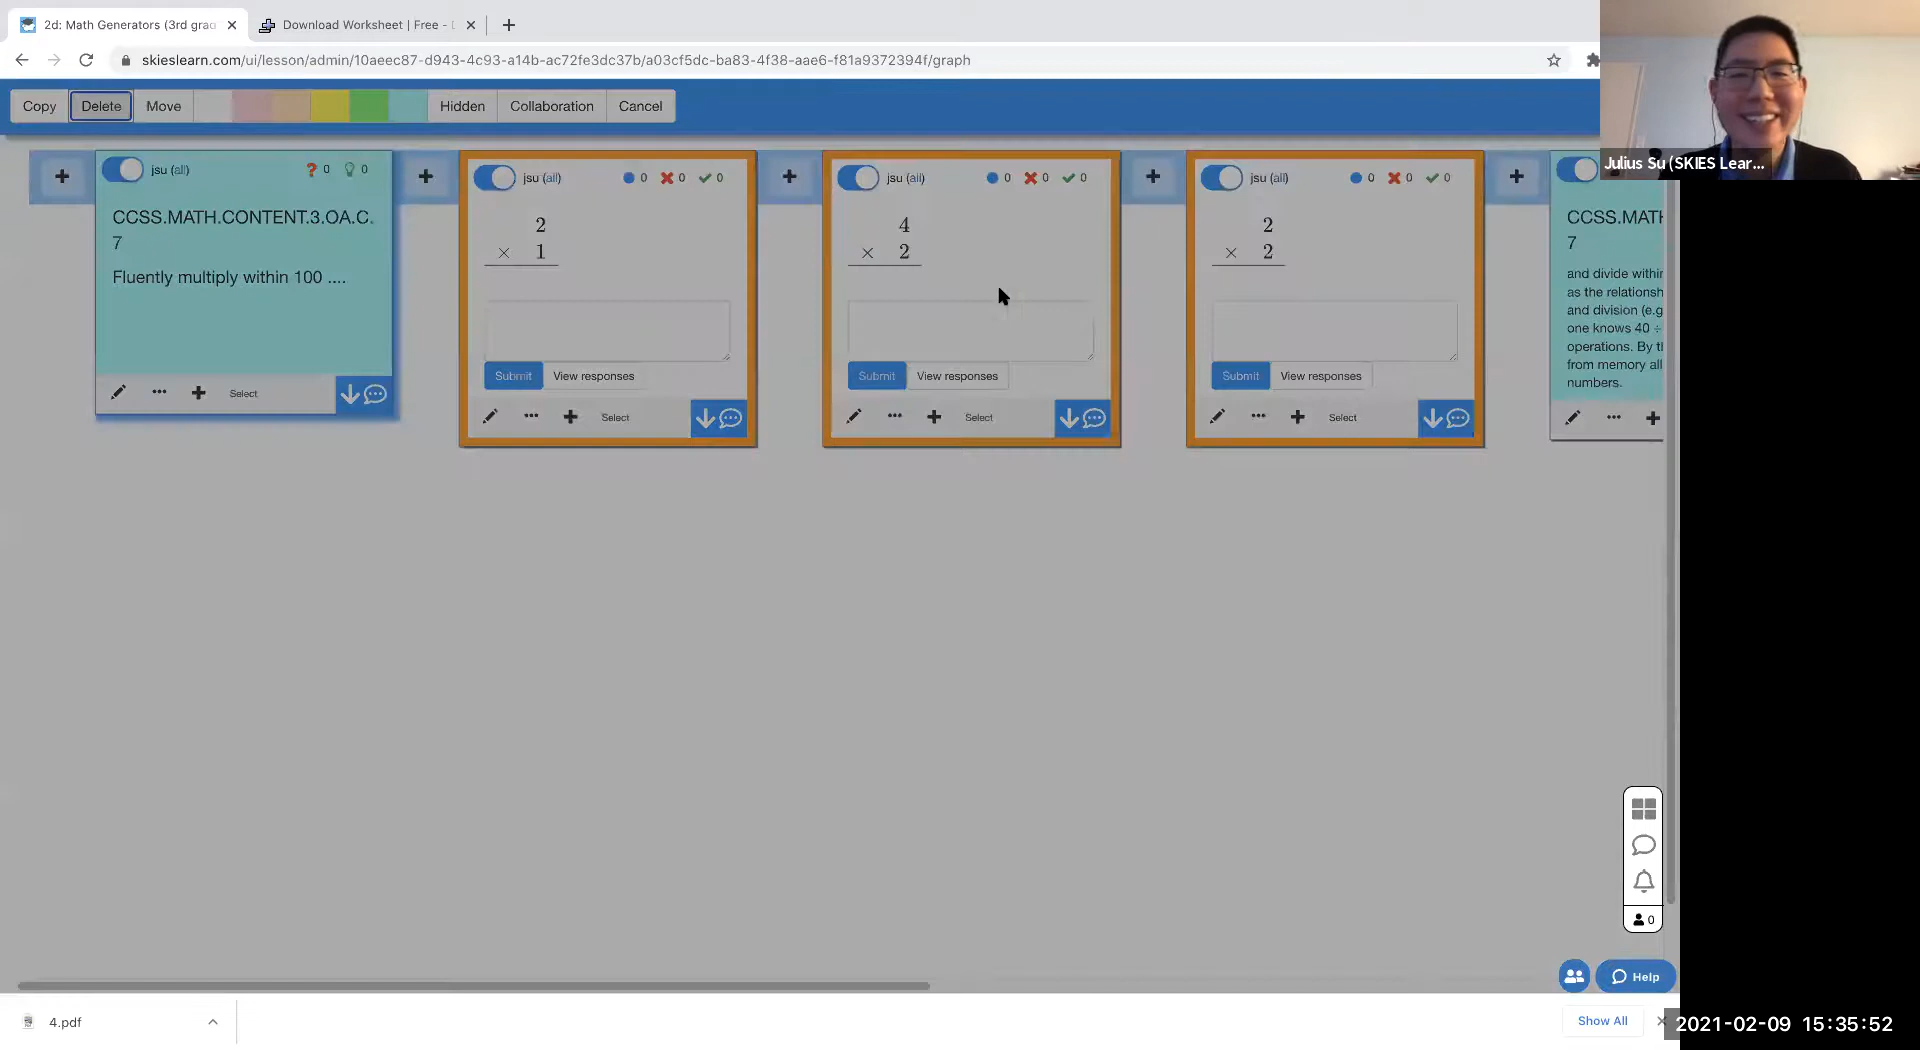 2d: Math Generators (3rd grad
Download Worksheet | Free -
skieslearn.com/ui/lesson/admin/10aeec87-d943-4c93-a14b-ac72fe3dc37b/a03cf5dc-ba83-4f38-aae6-f81a9372394f/graph
Copy Delete Move Hidden Collaboration Cancel
Julius Su (SKIES Lear...
jsu (all) ? 0 0
CCSS.MATH.CONTENT.3.OA.C.
7
Fluently multiply within 100 ....
Select
jsu (all) 0 0 0
2
× 1
Submit View responses
Select
jsu (all) 0 0 0
4
× 2
Submit View responses
Select
jsu (all) 0 0 0
2
× 2
Submit View responses
Select
CCSS.MATH
7
and divide within
as the relationsh
and division (e.g
one knows 40 ÷
operations. By th
from memory all
numbers.
0
Help
4.pdf
Show All
2021-02-09 15:35:52